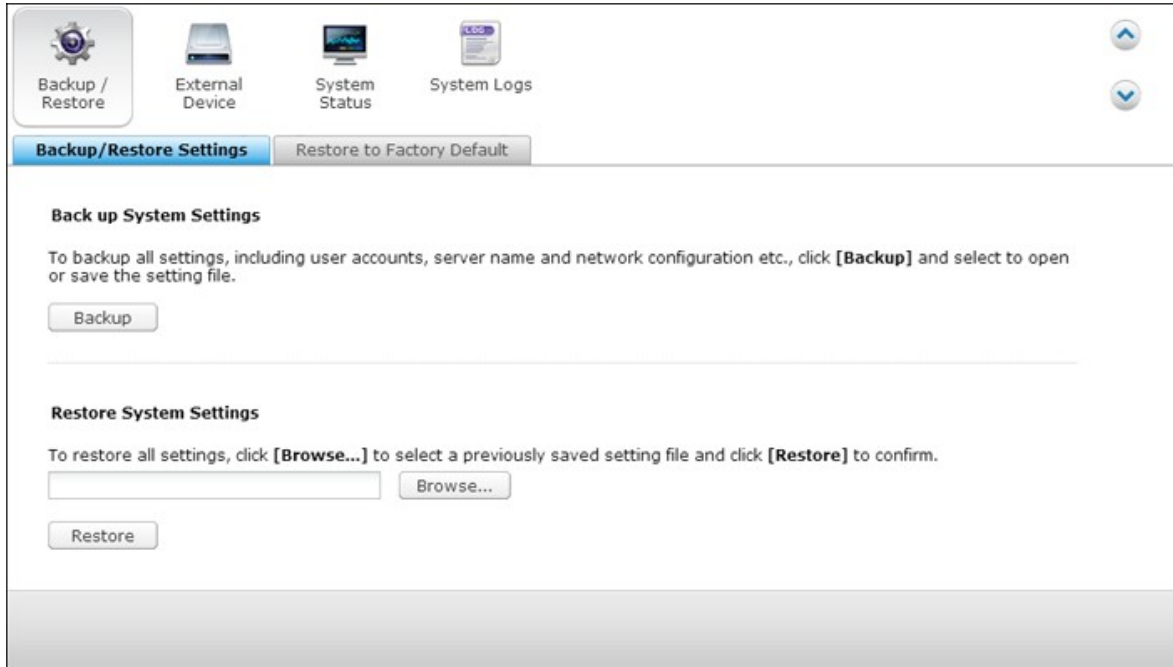 LOG
Backup /
Restore
External
Device
System
Status
System Logs
Backup/Restore Settings
Restore to Factory Default
Back up System Settings
To backup all settings, including user accounts, server name and network configuration etc., click [Backup] and select to open
or save the setting file.
Backup
Restore System Settings
To restore all settings, click [Browse...] to select a previously saved setting file and click [Restore] to confirm.
Browse...
Restore